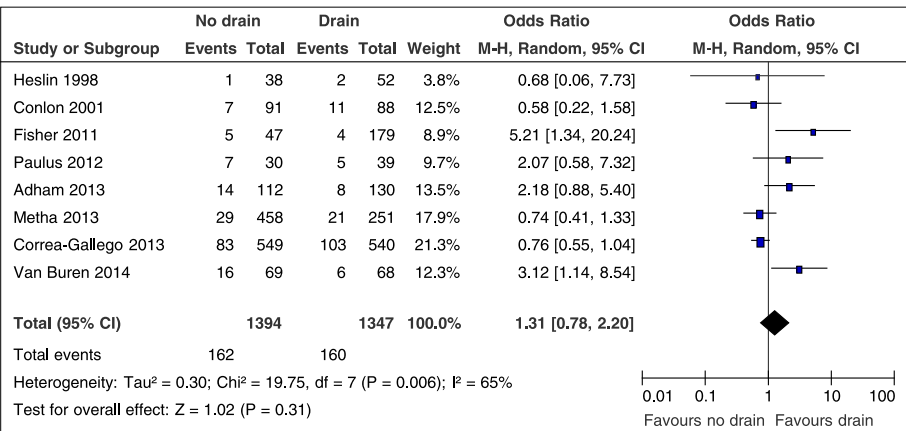 No drain Drain Odds Ratio Odds Ratio
Study or Subgroup Events Total Events Total Weight M-H, Random, 95% CI M-H, Random, 95% CI
Heslin 1998 1 38 2 52 3.8% 0.68 [0.06, 7.73]
Conlon 2001 7 91 11 88 12.5% 0.58 [0.22, 1.58]
Fisher 2011 5 47 4 179 8.9% 5.21 [1.34, 20.24]
Paulus 2012 7 30 5 39 9.7% 2.07 [0.58, 7.32]
Adham 2013 14 112 8 130 13.5% 2.18 [0.88, 5.40]
Metha 2013 29 458 21 251 17.9% 0.74 [0.41, 1.33]
Correa-Gallego 2013 83 549 103 540 21.3% 0.76 [0.55, 1.04]
Van Buren 2014 16 69 6 68 12.3% 3.12 [1.14, 8.54]
Total (95% CI) 1394 1347 100.0% 1.31 [0.78, 2.20]
Total events 162 160
Heterogeneity: Tau² = 0.30; Chi² = 19.75, df = 7 (P = 0.006); I² = 65%
Test for overall effect: Z = 1.02 (P = 0.31)
0.01 0.1 1 10 100
Favours no drain Favours drain